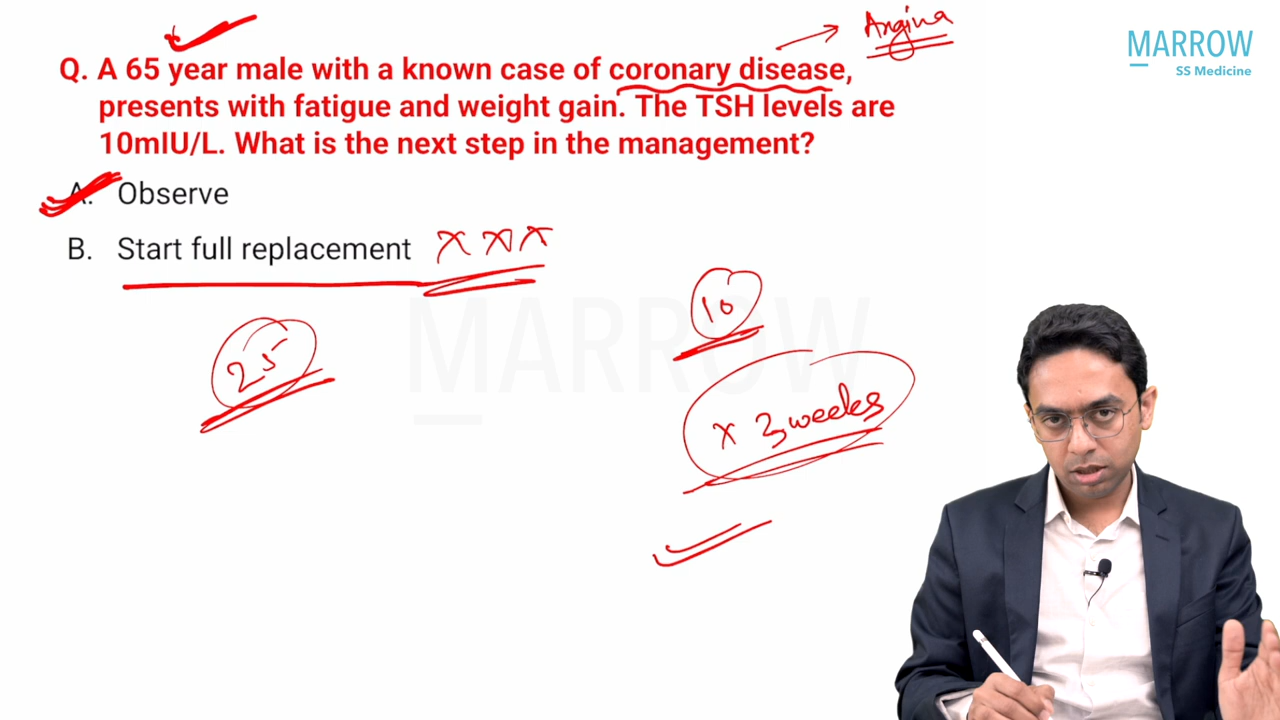 Angina
MARROW
SS Medicine
Q. A 65 year male with a known case of coronary disease,
presents with fatigue and weight gain. The TSH levels are
10mIU/L. What is the next step in the management?
A. Observe
B. Start full replacement x x x
10
25
x 3 weeks
MARROW